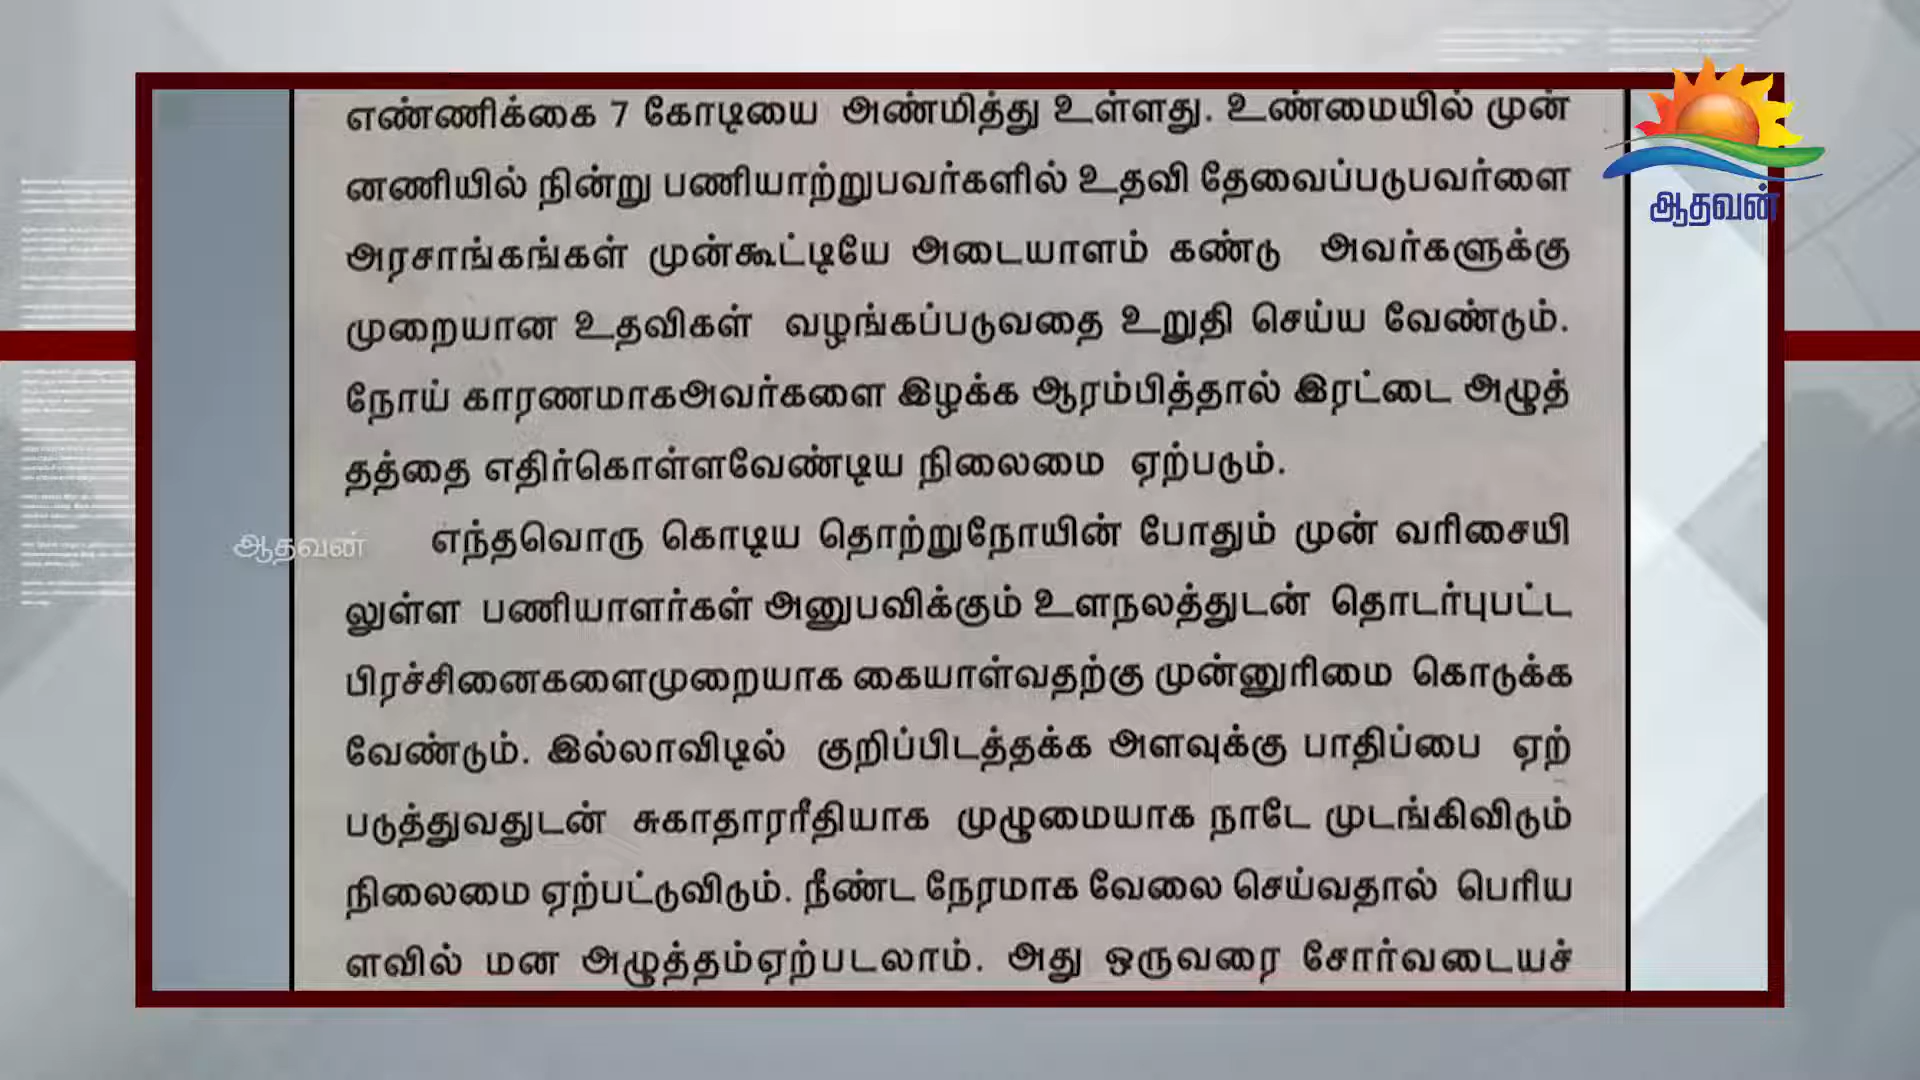 எண்ணிக்கை 7 கோடியை அண்மித்து உள்ளது. உண்மையில் முன்
னணியில் நின்று பணியாற்றுபவர்களில் உதவி தேவைப்படுபவர்ளை
அரசாங்கங்கள் முன்கூட்டியே அடையாளம் கண்டு அவர்களுக்கு
முறையான உதவிகள் வழங்கப்படுவதை உறுதி செய்ய வேண்டும்.
நோய் காரணமாகஅவர்களை இழக்க ஆரம்பித்தால் இரட்டை அழுத்
தத்தை எதிர்கொள்ளவேண்டிய நிலைமை ஏற்படும்.
எந்தவொரு கொடிய தொற்றுநோயின் போதும் முன் வரிசையி
லுள்ள பணியாளர்கள் அனுபவிக்கும் உளநலத்துடன் தொடர்புபட்ட
பிரச்சினைகளைமுறையாக கையாள்வதற்கு முன்னுரிமை கொடுக்க
வேண்டும். இல்லாவிடில் குறிப்பிடத்தக்க அளவுக்கு பாதிப்பை ஏற்
படுத்துவதுடன் சுகாதாரரீதியாக முழுமையாக நாடே முடங்கிவிடும்
நிலைமை ஏற்பட்டுவிடும். நீண்ட நேரமாக வேலை செய்வதால் பெரிய
ளவில் மன அழுத்தம்ஏற்படலாம். அது ஒருவரை சோர்வடையச்
ஆதவன்
ஆதவன்